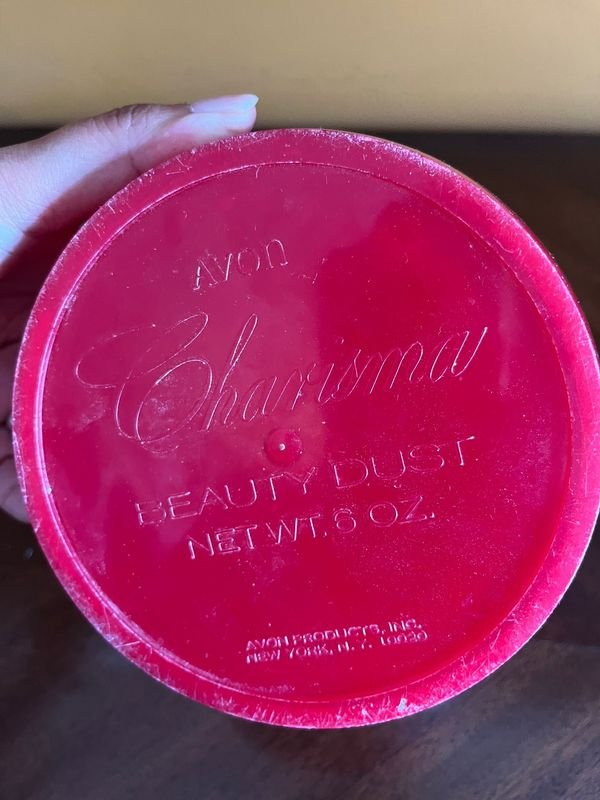 AVON
Charisma
BEAUTY DUST
NET WT. 6 OZ.
AVON PRODUCTS, INC.
NEW YORK, N. Y. 10020